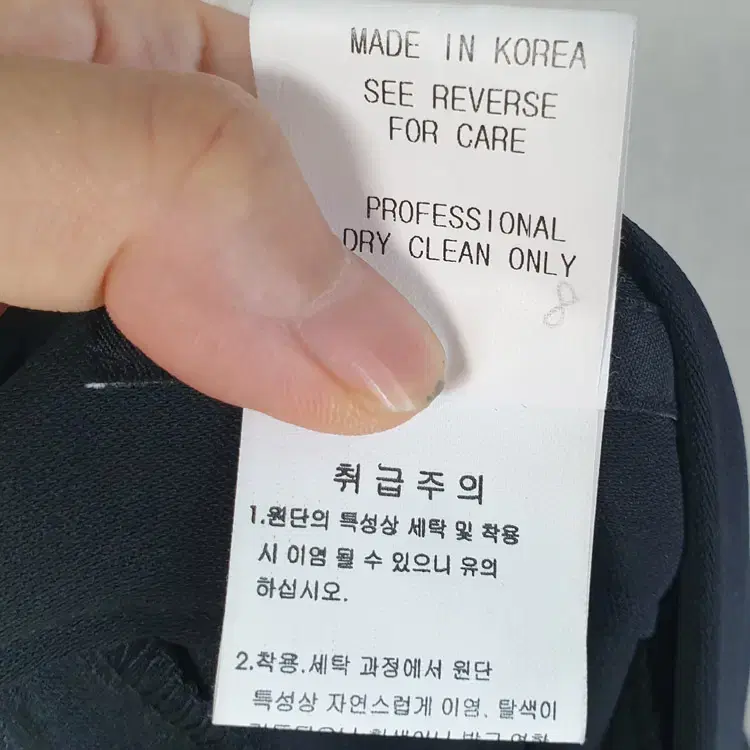 MADE IN KOREA
SEE REVERSE
FOR CARE
PROFESSIONAL
DRY CLEAN ONLY
8
취급주의
1.원단의 특성상 세탁 및 착용
시 이염 될 수 있으니 유의
하십시오.
2.착용.세탁 과정에서 원단
특성상 자연스럽게 이염. 탈색이